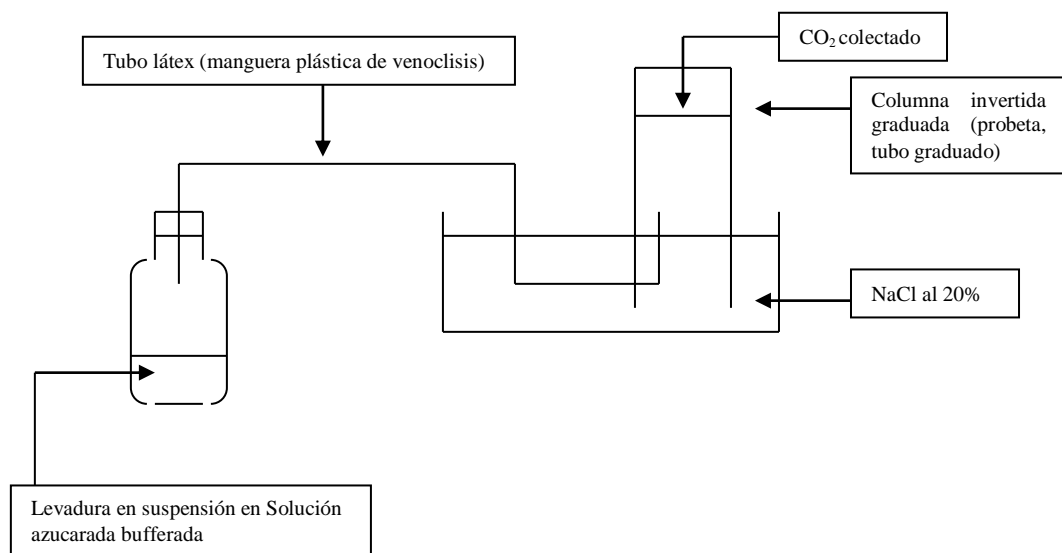 CO₂ colectado
Tubo látex (manguera plástica de venoclisis)
Columna invertida
graduada (probeta,
tubo graduado)
NaCl al 20%
Levadura en suspensión en Solución
azucarada bufferada